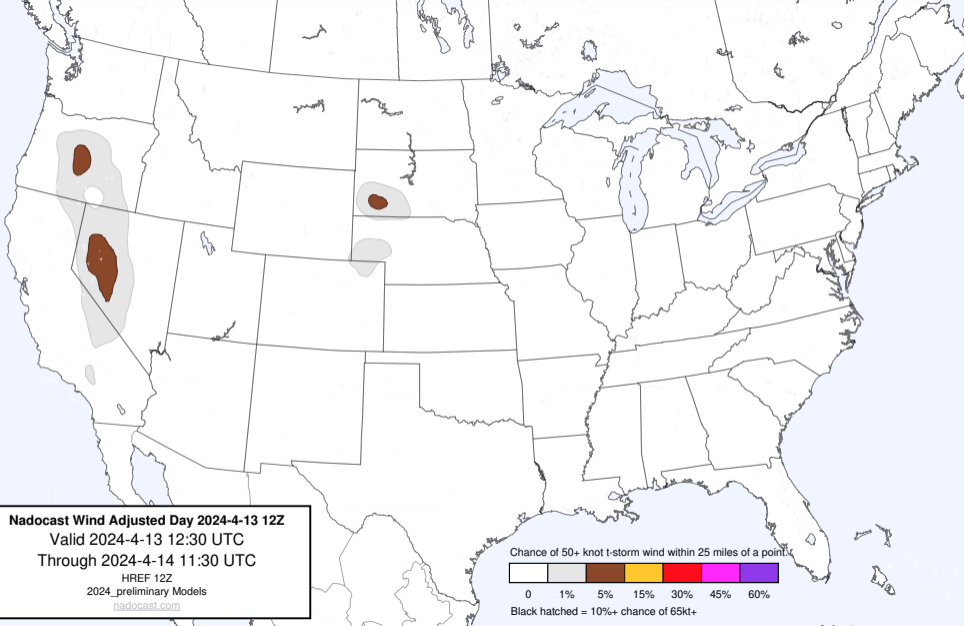 Nadocast Wind Adjusted Day 2024-4-13 12Z
Valid 2024-4-13 12:30 UTC
Through 2024-4-14 11:30 UTC
HREF 12Z
2024_preliminary Models
nadocast.com
Chance of 50+ knot t-storm wind within 25 miles of a point.
0 1% 5% 15% 30% 45% 60%
Black hatched = 10%+ chance of 65kt+